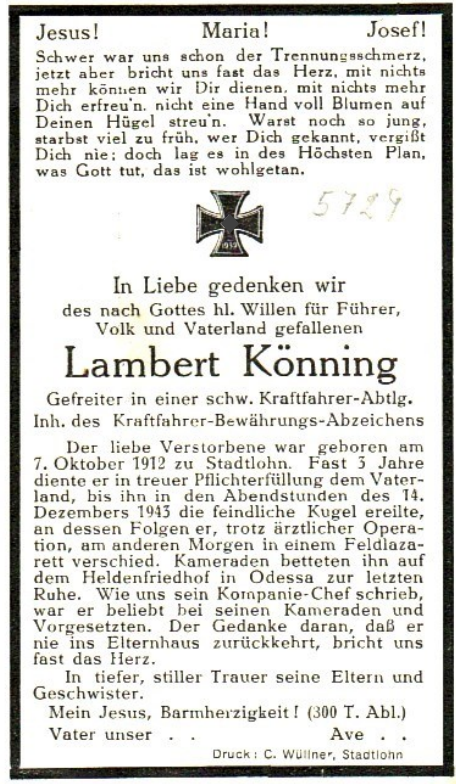 Jesus! Maria! Josef!
Schwer war uns schon der Trennungsschmerz,
jetzt aber bricht uns fast das Herz, mit nichts
mehr können wir Dir dienen, mit nichts mehr
Dich erfreu'n, nicht eine Hand voll Blumen auf
Deinen Hügel streu'n. Warst noch so jung,
starbst viel zu früh, wer Dich gekannt, vergißt
Dich nie; doch lag es in des Höchsten Plan,
was Gott tut, das ist wohlgetan.
5729
1939
In Liebe gedenken wir
des nach Gottes hl. Willen für Führer,
Volk und Vaterland gefallenen
Lambert Könning
Gefreiter in einer schw. Kraftfahrer-Abtlg.
Inh. des Kraftfahrer-Bewährungs-Abzeichens
Der liebe Verstorbene war geboren am
7. Oktober 1912 zu Stadtlohn. Fast 3 Jahre
diente er in treuer Pflichterfüllung dem Vater-
land, bis ihn in den Abendstunden des 14.
Dezembers 1943 die feindliche Kugel ereilte,
an dessen Folgen er, trotz ärztlicher Opera-
tion, am anderen Morgen in einem Feldlaza-
rett verschied. Kameraden betteten ihn auf
dem Heldenfriedhof in Odessa zur letzten
Ruhe. Wie uns sein Kompanie-Chef schrieb,
war er beliebt bei seinen Kameraden und
Vorgesetzten. Der Gedanke daran, daß er
nie ins Elternhaus zurückkehrt, bricht uns
fast das Herz.
In tiefer, stiller Trauer seine Eltern und
Geschwister.
Mein Jesus, Barmherzigkeit! (300 T. Abl.)
Vater unser . . Ave . .
Druck: C. Wüllner, Stadtlohn